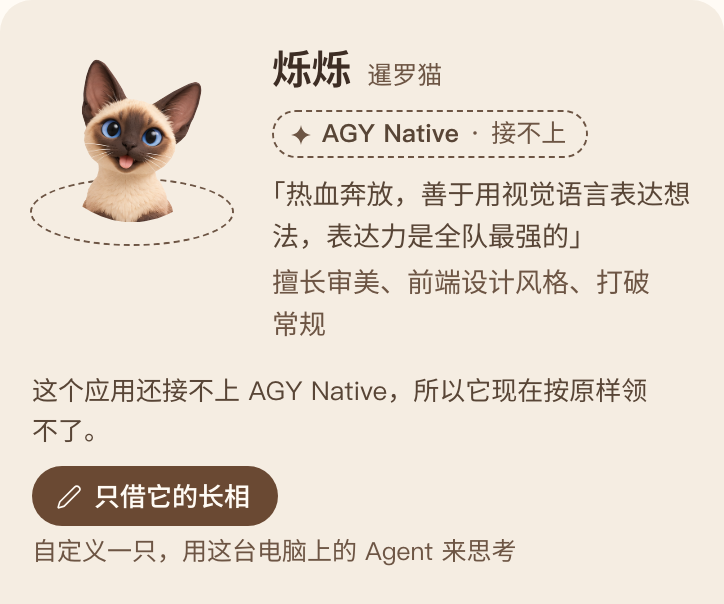 烁烁 暹罗猫
AGY Native · 接不上
「热血奔放，善于用视觉语言表达想
法，表达力是全队最强的」
擅长审美、前端设计风格、打破
常规
这个应用还接不上 AGY Native，所以它现在按原样领
不了。
只借它的长相
自定义一只，用这台电脑上的 Agent 来思考